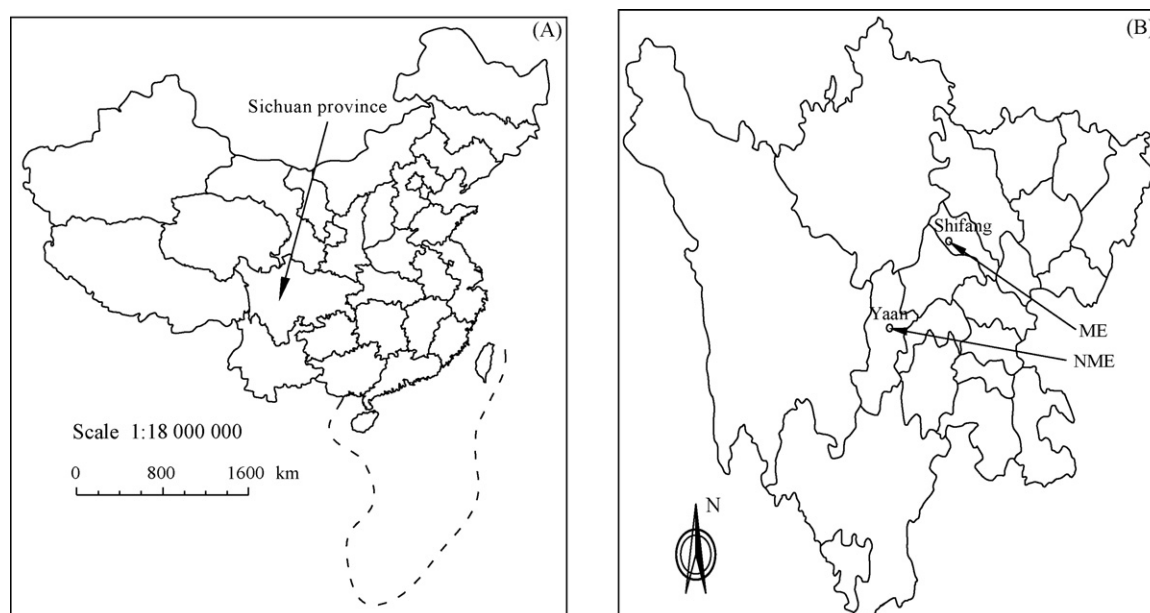 (A)
Sichuan province
Scale 1:18 000 000
0 800 1600 km
(B)
Shifang
Yaan
ME
NME
N